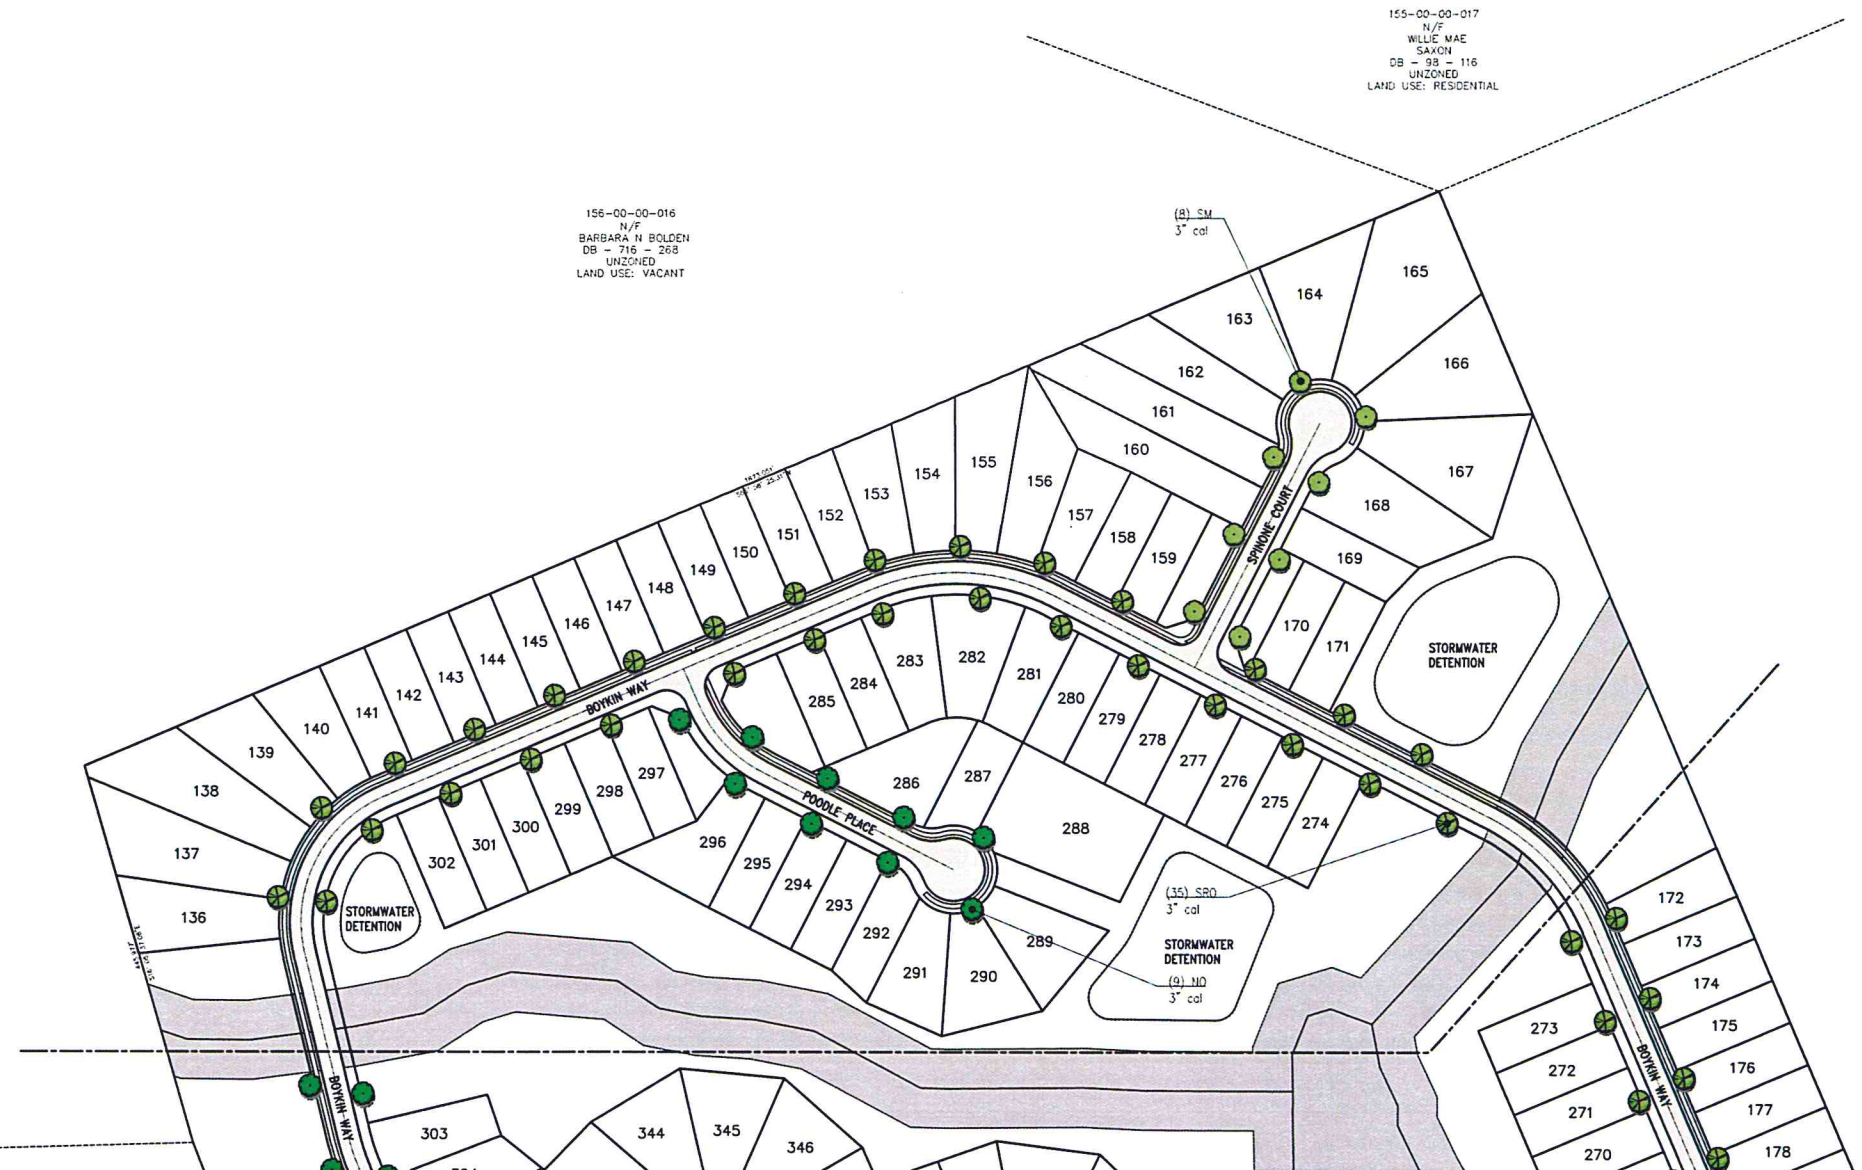 155-00-00-017
N/F
WILLIE MAE
SAXON
DB - 98 - 116
UNZONED
LAND USE: RESIDENTIAL
156-00-00-016
N/F
BARBARA N BOLDEN
DB - 716 - 268
UNZONED
LAND USE: VACANT
(8) SM
3" cal
165
164
163
166
162
161
160
167
168
169
155
154
156
153
152
157
151
158
150
159
149
148
147
146
145
144
143
142
141
140
139
138
137
136
SPINONE COURT
170
171
STORMWATER
DETENTION
BOYKIN WAY
282
283
284
285
281
280
279
278
277
276
275
274
286
287
288
POODLE PLACE
297
298
299
300
301
302
296
295
294
293
292
291
290
289
STORMWATER
DETENTION
(35) SRO
3" cal
STORMWATER
DETENTION
(9) NO
3" cal
172
173
174
175
176
177
178
273
272
271
270
BOYKIN WAY
BOYKIN WAY
303
344
345
346